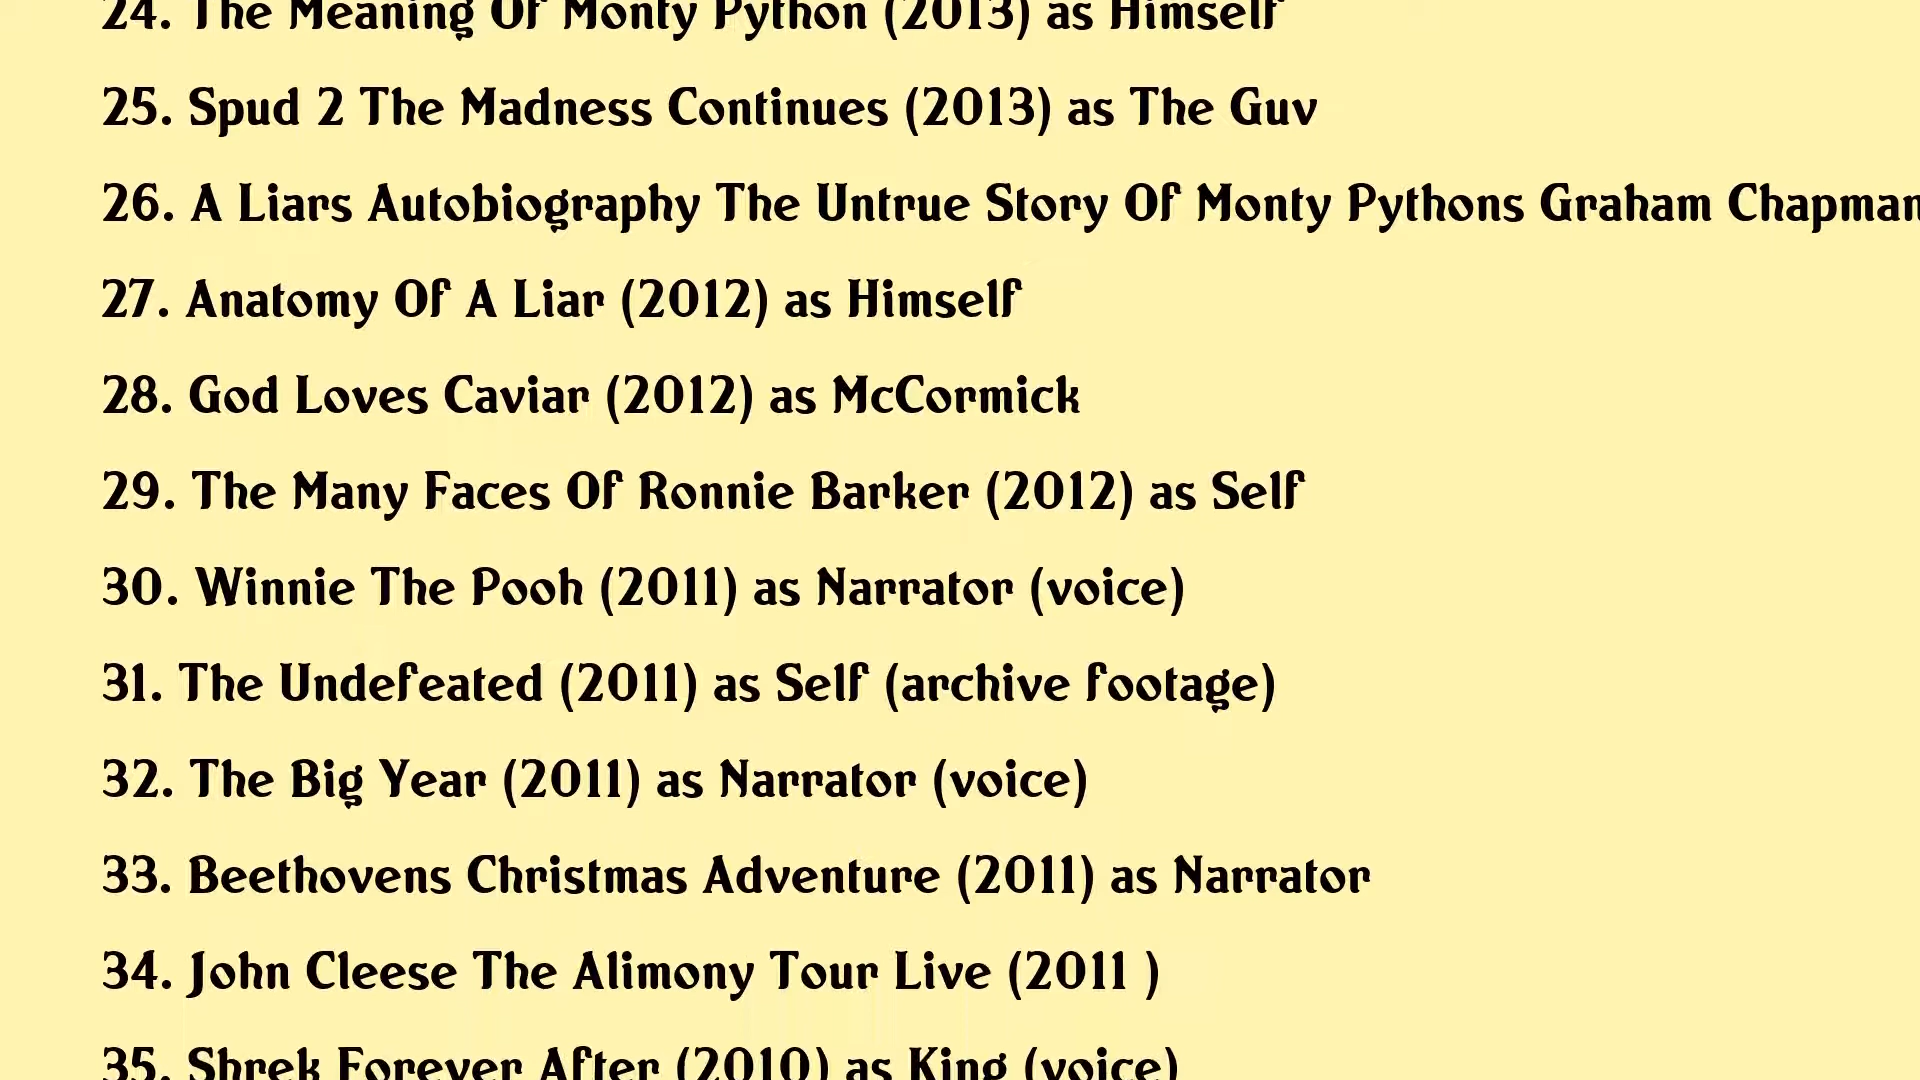 24. The Meaning Of Monty Python (2013) as Himself
25. Spud 2 The Madness Continues (2013) as The Guv
26. A Liars Autobiography The Untrue Story Of Monty Pythons Graham Chapman
27. Anatomy Of A Liar (2012) as Himself
28. God Loves Caviar (2012) as McCormick
29. The Many Faces Of Ronnie Barker (2012) as Self
30. Winnie The Pooh (2011) as Narrator (voice)
31. The Undefeated (2011) as Self (archive footage)
32. The Big Year (2011) as Narrator (voice)
33. Beethovens Christmas Adventure (2011) as Narrator
34. John Cleese The Alimony Tour Live (2011 )
35. Shrek Forever After (2010) as King (voice)